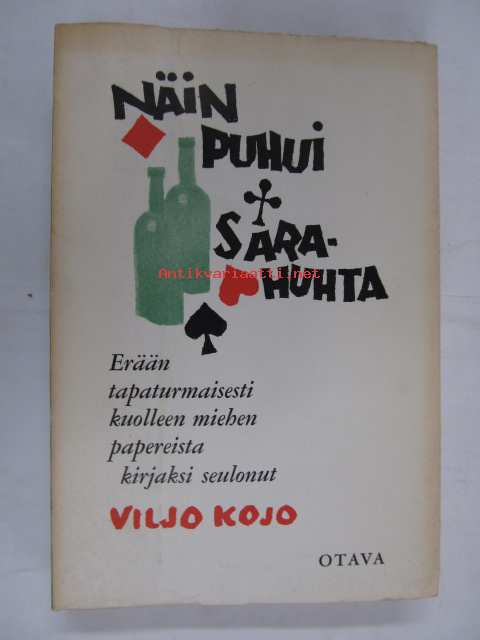 NÄIN
PUHUI
SARA-
Antikvariaatti.net
HUHTA
Erään
tapaturmaisesti
kuolleen miehen
papereista
kirjaksi seulonut
VILJO KOJO
OTAVA